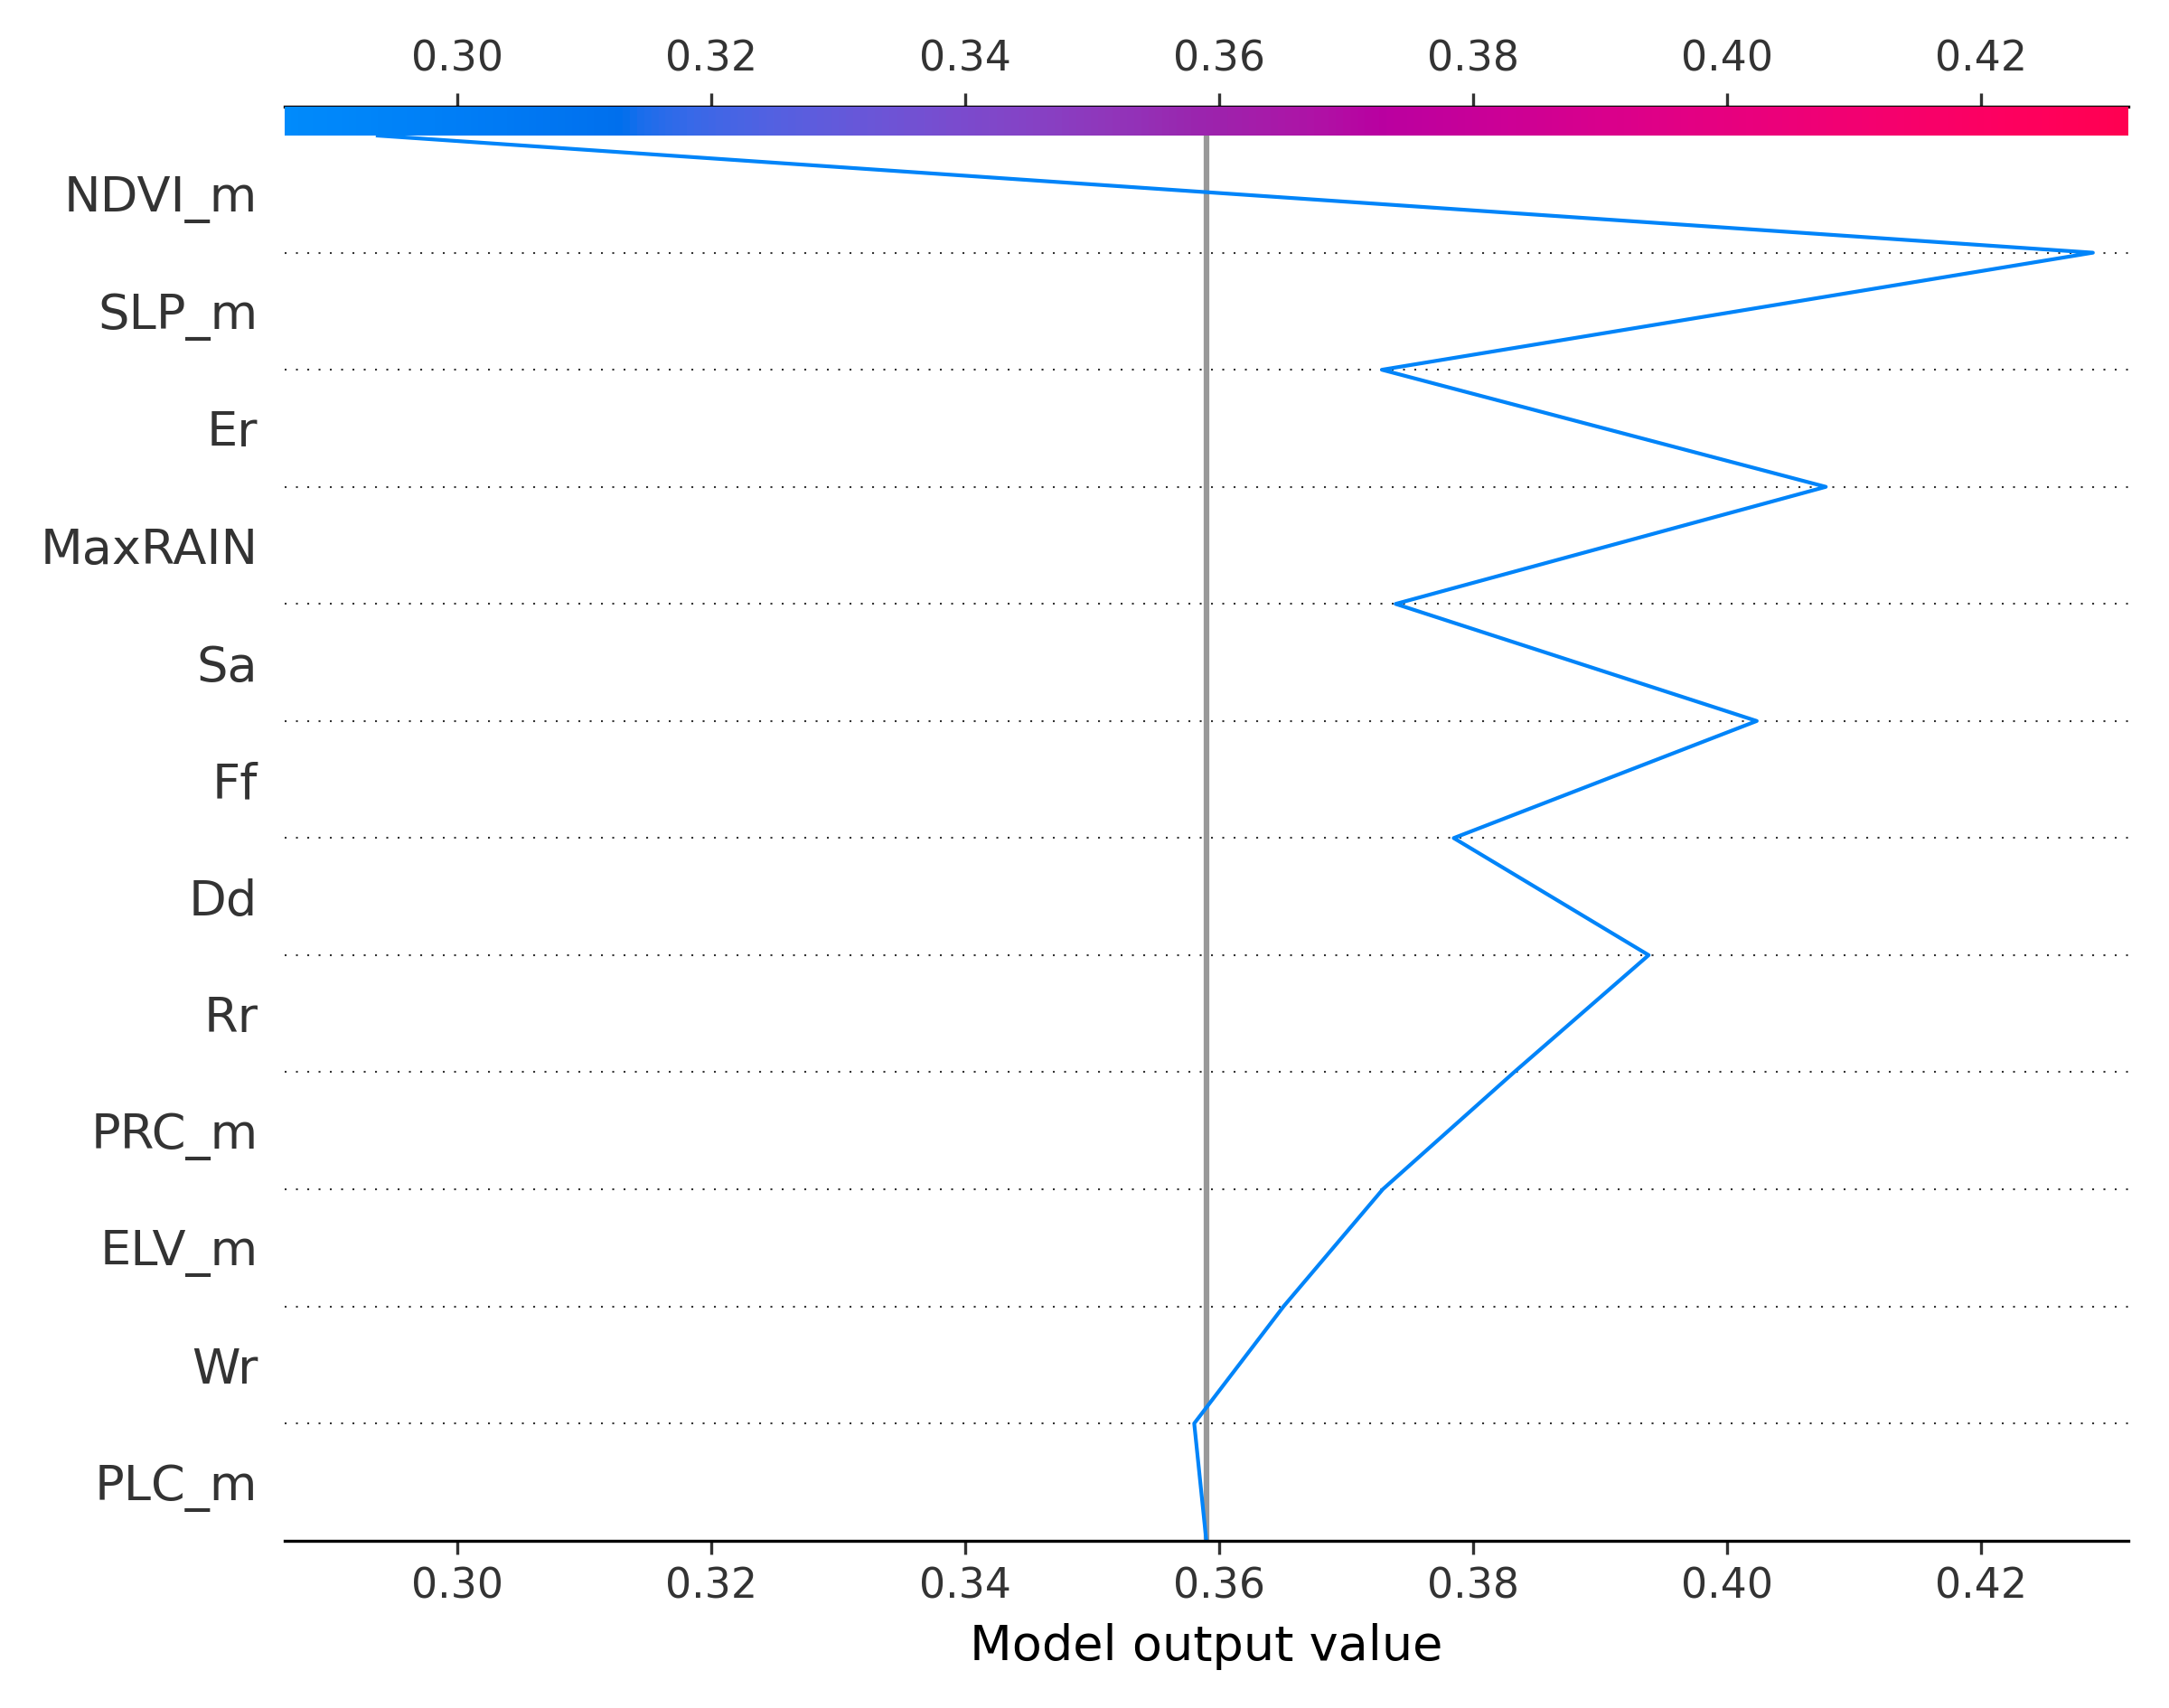 0.30 0.32 0.34 0.36 0.38 0.40 0.42
NDVI_m
SLP_m
Er
MaxRAIN
Sa
Ff
Dd
Rr
PRC_m
ELV_m
Wr
PLC_m
0.30 0.32 0.34 0.36 0.38 0.40 0.42
Model output value